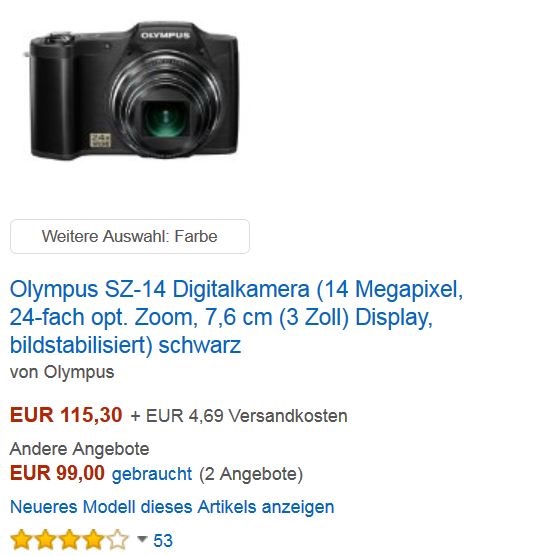 OLYMPUS
24x
WIDE
Weitere Auswahl: Farbe
Olympus SZ-14 Digitalkamera (14 Megapixel,
24-fach opt. Zoom, 7,6 cm (3 Zoll) Display,
bildstabilisiert) schwarz
von Olympus
EUR 115,30 + EUR 4,69 Versandkosten
Andere Angebote
EUR 99,00 gebraucht (2 Angebote)
Neueres Modell dieses Artikels anzeigen
53